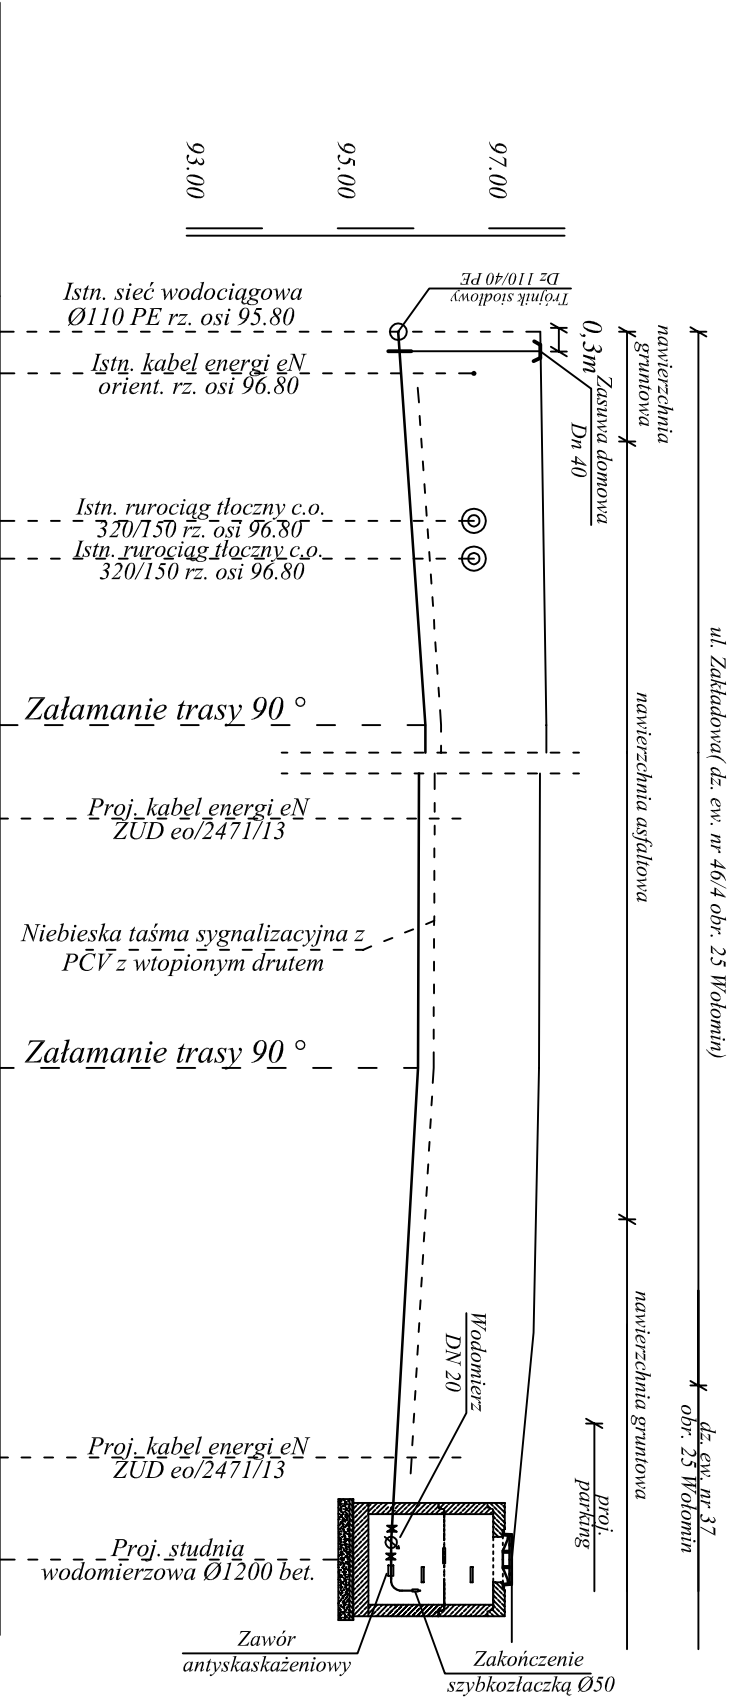 93.00
95.00
97.00
Istn. sieć wodociągowa
Ø110 PE rz. osi 95.80
Trójnik siodłowy
Dz 110/40 PE
0,3m
nawierzchnia
gruntowa
Istn. kabel energi eN
orient. rz. osi 96.80
Zasuwa domowa
Dn 40
Istn. rurociąg tłoczny c.o.
320/150 rz. osi 96.80
Istn. rurociąg tłoczny c.o.
320/150 rz. osi 96.80
ul. Zakładowa( dz. ew. nr 46/4 obr. 25 Wołomin)
nawierzchnia asfaltowa
Załamanie trasy 90 °
Proj. kabel energi eN
ZUD eo/2471/13
Niebieska taśma sygnalizacyjna z
PCV z wtopionym drutem
Załamanie trasy 90 °
nawierzchnia gruntowa
Wodomierz
DN 20
dz. ew. nr 37
obr. 25 Wołomin
Proj. kabel energi eN
ZUD eo/2471/13
proj.
parking
Proj. studnia
wodomierzowa Ø1200 bet.
Zawór
antyskaskażeniowy
Zakończenie
szybkozłaczką Ø50